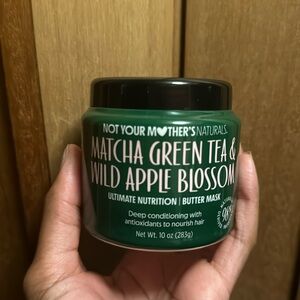 NOT YOUR M♥THER'S NATURALS.
MATCHA GREEN TEA &
WILD APPLE BLOSSOM
ULTIMATE NUTRITION | BUTTER MASK
Deep conditioning with
antioxidants to nourish hair
Net Wt. 10 oz (283g)